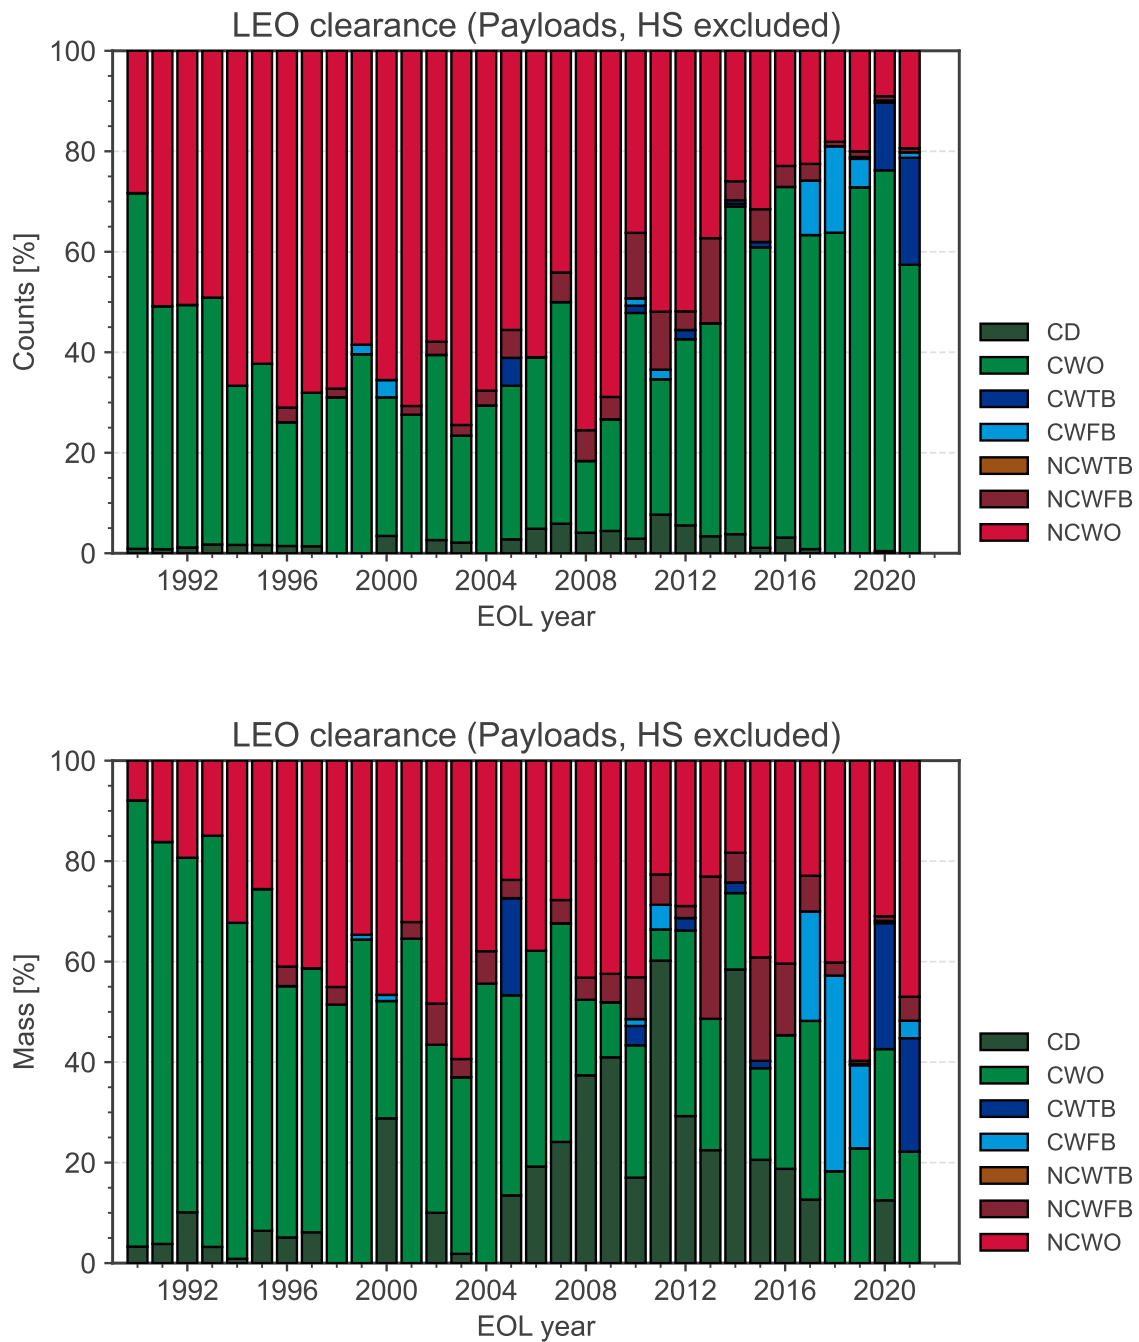 LEO clearance (Payloads, HS excluded)
100
80
60
40
20
0
Counts [%]
1992 1996 2000 2004 2008 2012 2016 2020
EOL year
CD
CWO
CWTB
CWFB
NCWTB
NCWFB
NCWO
LEO clearance (Payloads, HS excluded)
100
80
60
40
20
0
Mass [%]
1992 1996 2000 2004 2008 2012 2016 2020
EOL year
CD
CWO
CWTB
CWFB
NCWTB
NCWFB
NCWO